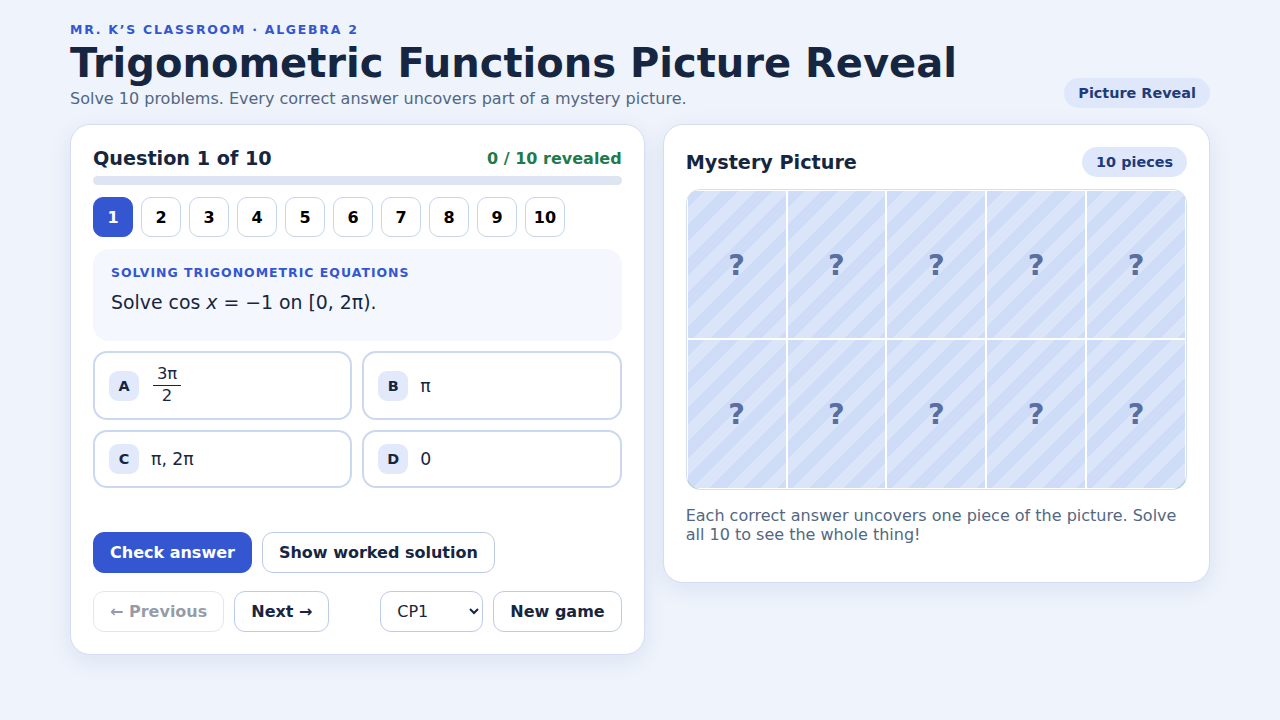 MR. K’S CLASSROOM · ALGEBRA 2
Trigonometric Functions Picture Reveal
Solve 10 problems. Every correct answer uncovers part of a mystery picture.
Picture Reveal
Question 1 of 10
0 / 10 revealed
1 2 3 4 5 6 7 8 9 10
SOLVING TRIGONOMETRIC EQUATIONS
Solve cos x = −1 on [0, 2π).
A 3π/2
B π
C π, 2π
D 0
Check answer
Show worked solution
← Previous
Next →
CP1
New game
Mystery Picture
10 pieces
? ? ? ? ?
? ? ? ? ?
Each correct answer uncovers one piece of the picture. Solve
all 10 to see the whole thing!